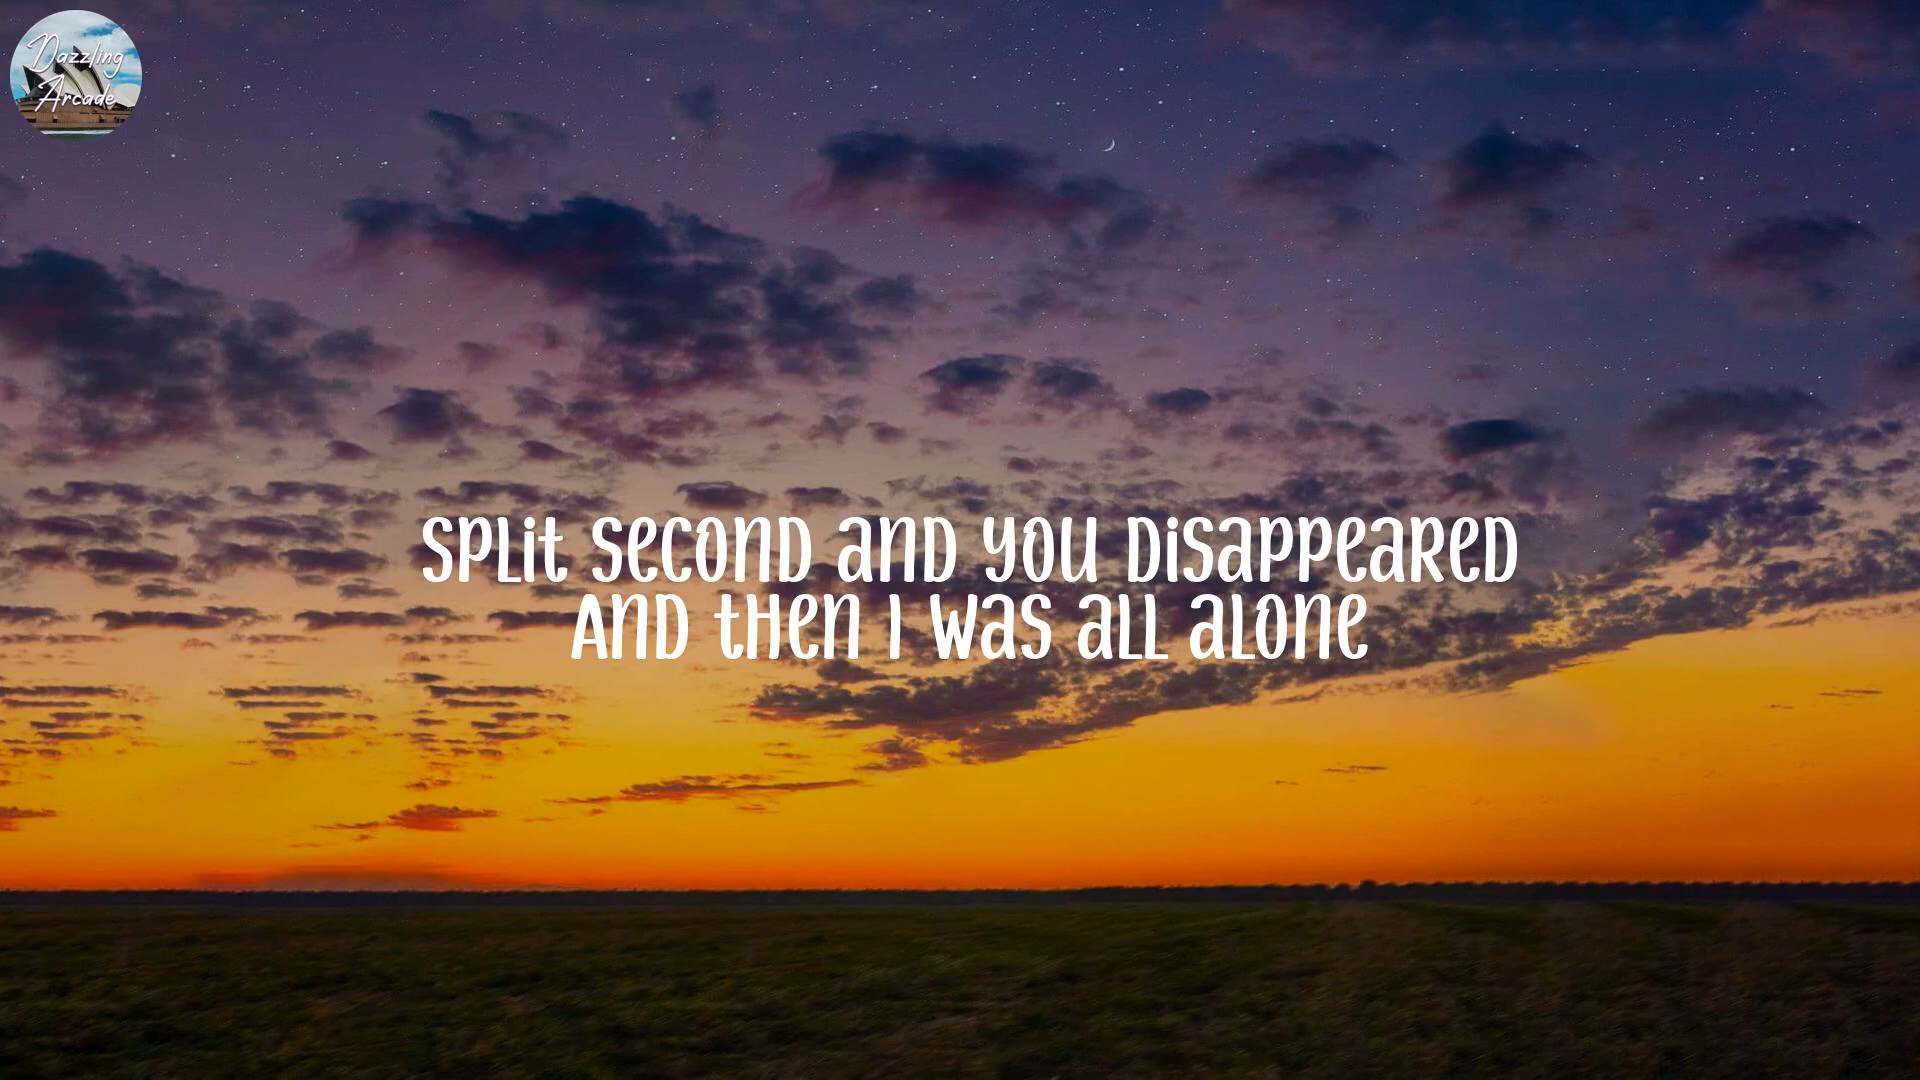 Dazzling
Arcade
Split second and you disappeared
And then I was all alone